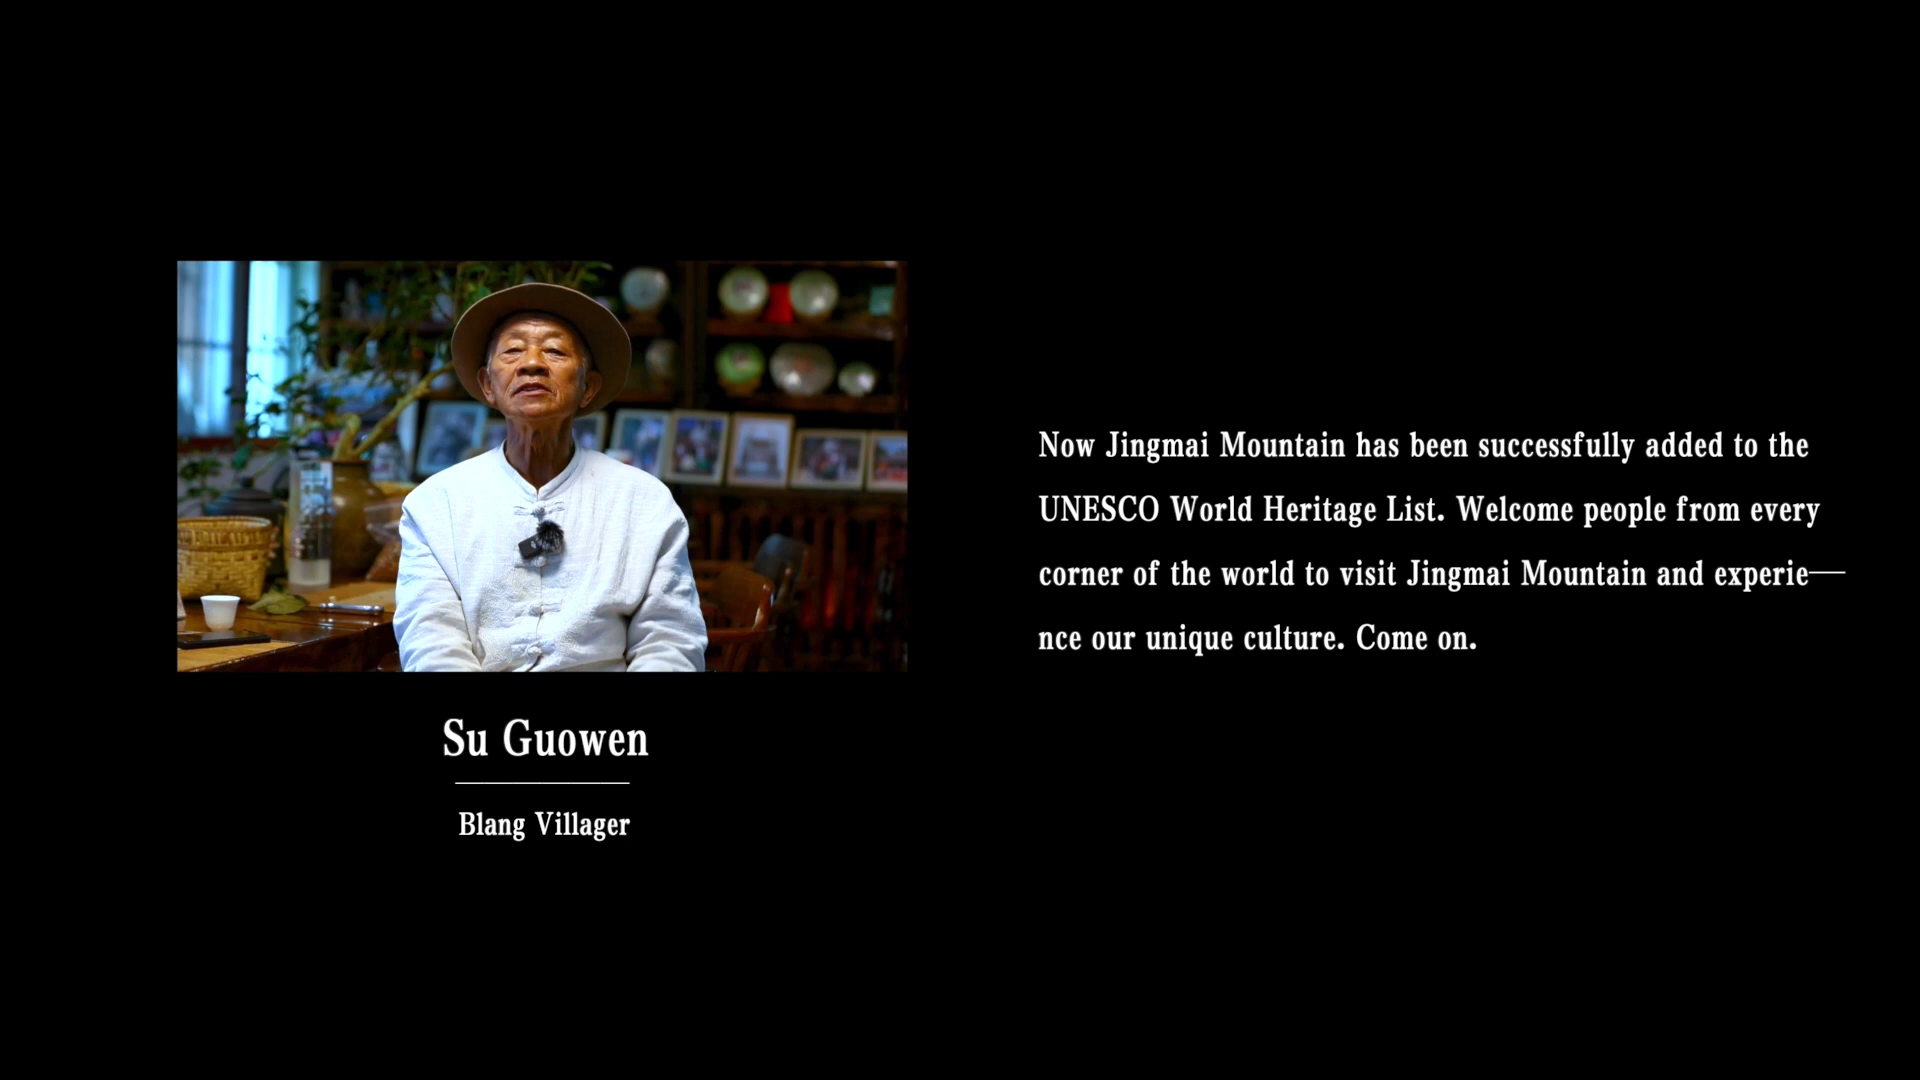 Su Guowen
Blang Villager
Now Jingmai Mountain has been successfully added to the
UNESCO World Heritage List. Welcome people from every
corner of the world to visit Jingmai Mountain and experie—
nce our unique culture. Come on.